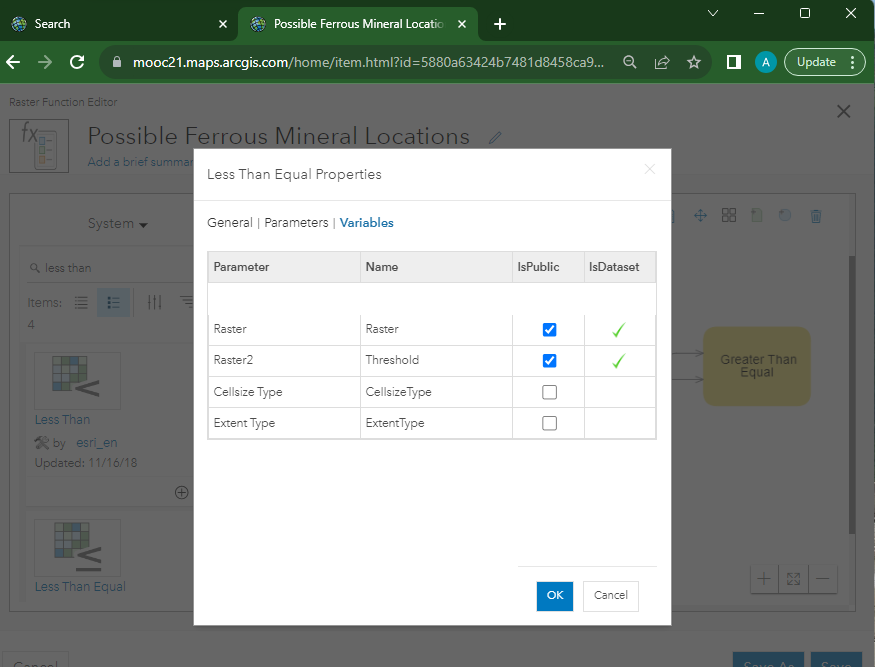 Search
Possible Ferrous Mineral Locatio
mooc21.maps.arcgis.com/home/item.html?id=5880a63424b7481d8458ca9...
A
Update
Raster Function Editor
fx
Possible Ferrous Mineral Locations
Add a brief summar
Less Than Equal Properties
General | Parameters | Variables
System
less than
Items:
4
Parameter Name IsPublic IsDataset
Raster Raster
Raster2 Threshold
Cellsize Type CellsizeType
Extent Type ExtentType
Less Than
by esri_en
Updated: 11/16/18
Less Than Equal
Greater Than
Equal
OK Cancel
Cancel
Save As
Save